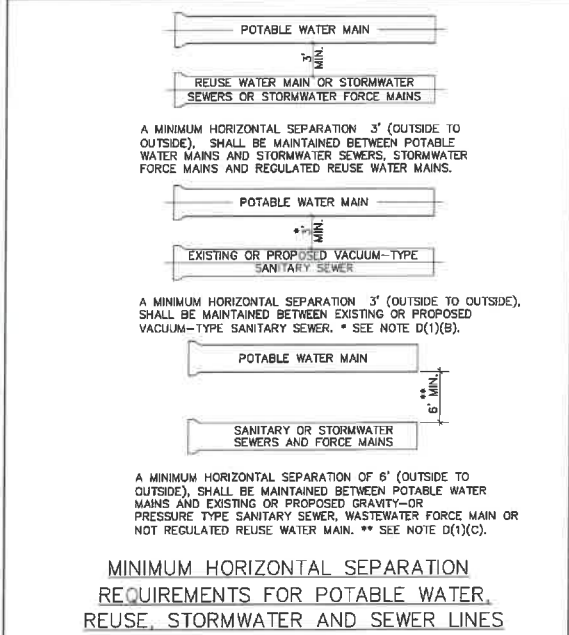 POTABLE WATER MAIN
3'
MIN.
REUSE WATER MAIN OR STORMWATER
SEWERS OR STORMWATER FORCE MAINS
A MINIMUM HORIZONTAL SEPARATION 3' (OUTSIDE TO
OUTSIDE), SHALL BE MAINTAINED BETWEEN POTABLE
WATER MAINS AND STORMWATER SEWERS, STORMWATER
FORCE MAINS AND REGULATED REUSE WATER MAINS.
POTABLE WATER MAIN
*3'
MIN.
EXISTING OR PROPOSED VACUUM-TYPE
SANITARY SEWER
A MINIMUM HORIZONTAL SEPARATION 3' (OUTSIDE TO OUTSIDE),
SHALL BE MAINTAINED BETWEEN EXISTING OR PROPOSED
VACUUM-TYPE SANITARY SEWER. * SEE NOTE D(1)(B).
POTABLE WATER MAIN
**
6' MIN.
SANITARY OR STORMWATER
SEWERS AND FORCE MAINS
A MINIMUM HORIZONTAL SEPARATION OF 6' (OUTSIDE TO
OUTSIDE), SHALL BE MAINTAINED BETWEEN POTABLE WATER
MAINS AND EXISTING OR PROPOSED GRAVITY-OR
PRESSURE TYPE SANITARY SEWER, WASTEWATER FORCE MAIN OR
NOT REGULATED REUSE WATER MAIN. ** SEE NOTE D(1)(C).
MINIMUM HORIZONTAL SEPARATION
REQUIREMENTS FOR POTABLE WATER,
REUSE, STORMWATER AND SEWER LINES